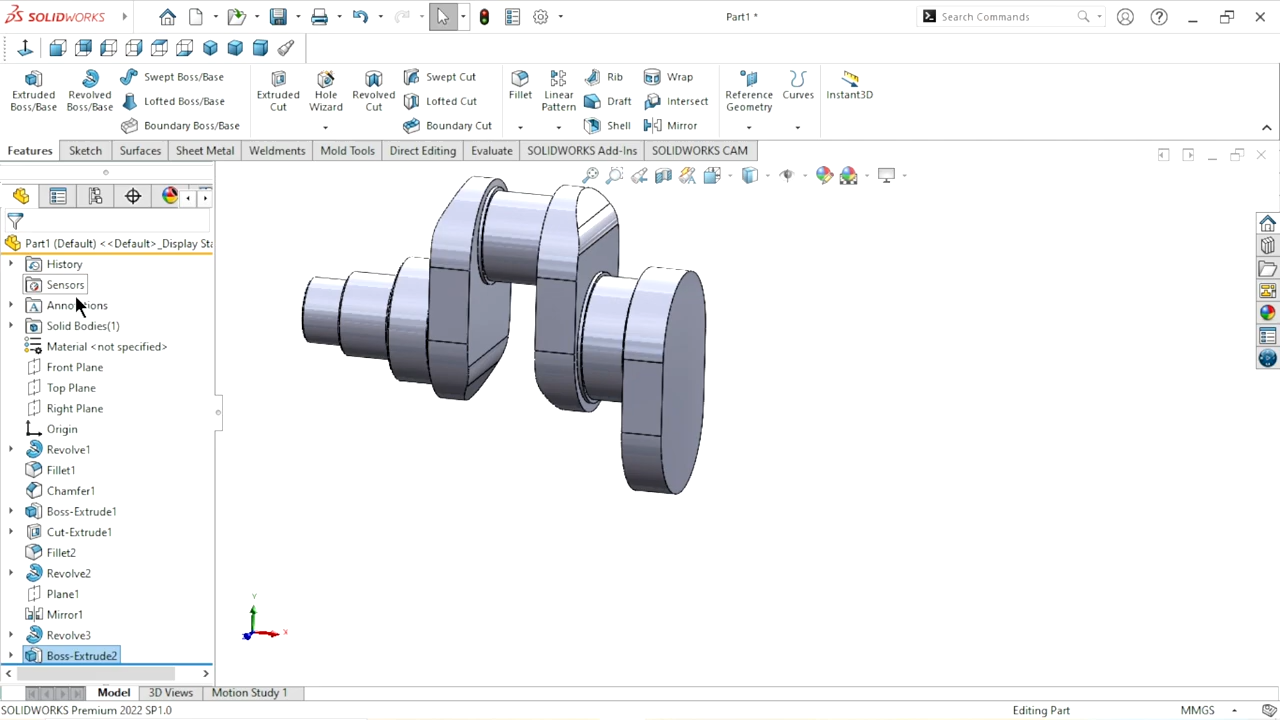 SOLIDWORKS
Part1 *
Search Commands
Extruded Boss/Base
Revolved Boss/Base
Swept Boss/Base
Lofted Boss/Base
Boundary Boss/Base
Extruded Cut
Hole Wizard
Revolved Cut
Swept Cut
Lofted Cut
Boundary Cut
Fillet
Linear Pattern
Rib
Draft
Shell
Wrap
Intersect
Mirror
Reference Geometry
Curves
Instant3D
Features
Sketch
Surfaces
Sheet Metal
Weldments
Mold Tools
Direct Editing
Evaluate
SOLIDWORKS Add-Ins
SOLIDWORKS CAM
Part1 (Default) <<Default>_Display Sta
History
Sensors
Annotations
Solid Bodies(1)
Material <not specified>
Front Plane
Top Plane
Right Plane
Origin
Revolve1
Fillet1
Chamfer1
Boss-Extrude1
Cut-Extrude1
Fillet2
Revolve2
Plane1
Mirror1
Revolve3
Boss-Extrude2
Y
X
Z
Model
3D Views
Motion Study 1
SOLIDWORKS Premium 2022 SP1.0
Editing Part
MMGS